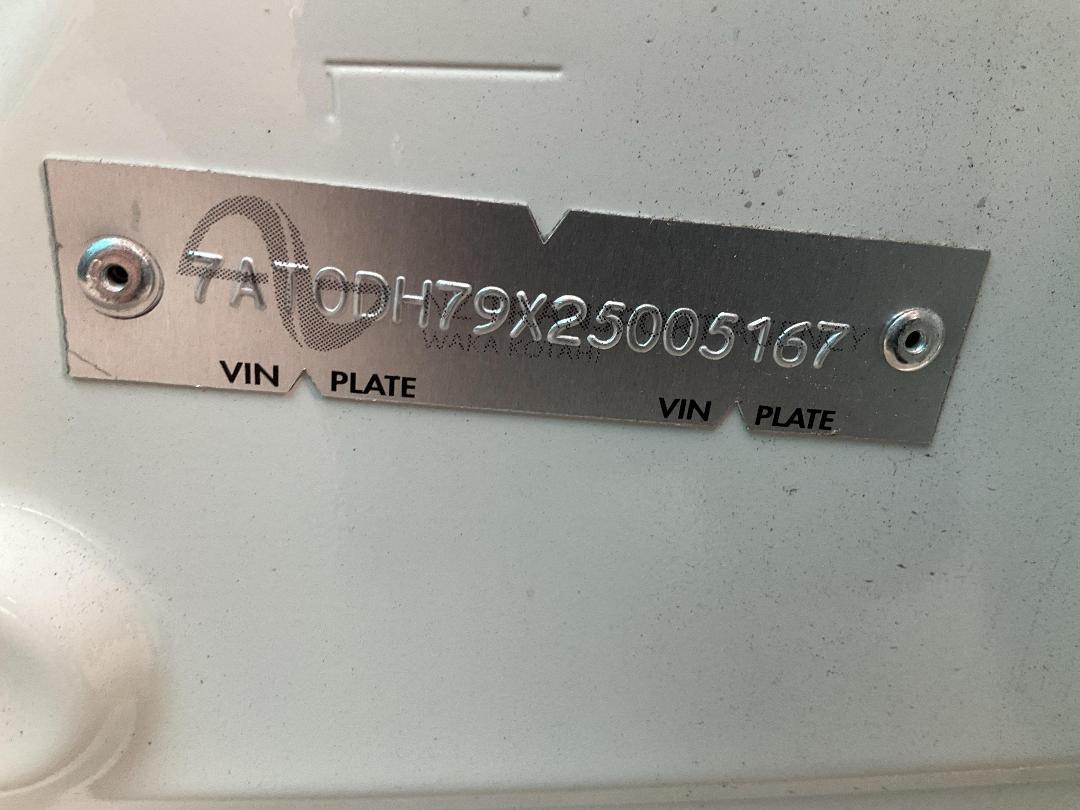 7AT0DH79X25005167
WAKA KOTAHI
VIN PLATE VIN PLATE